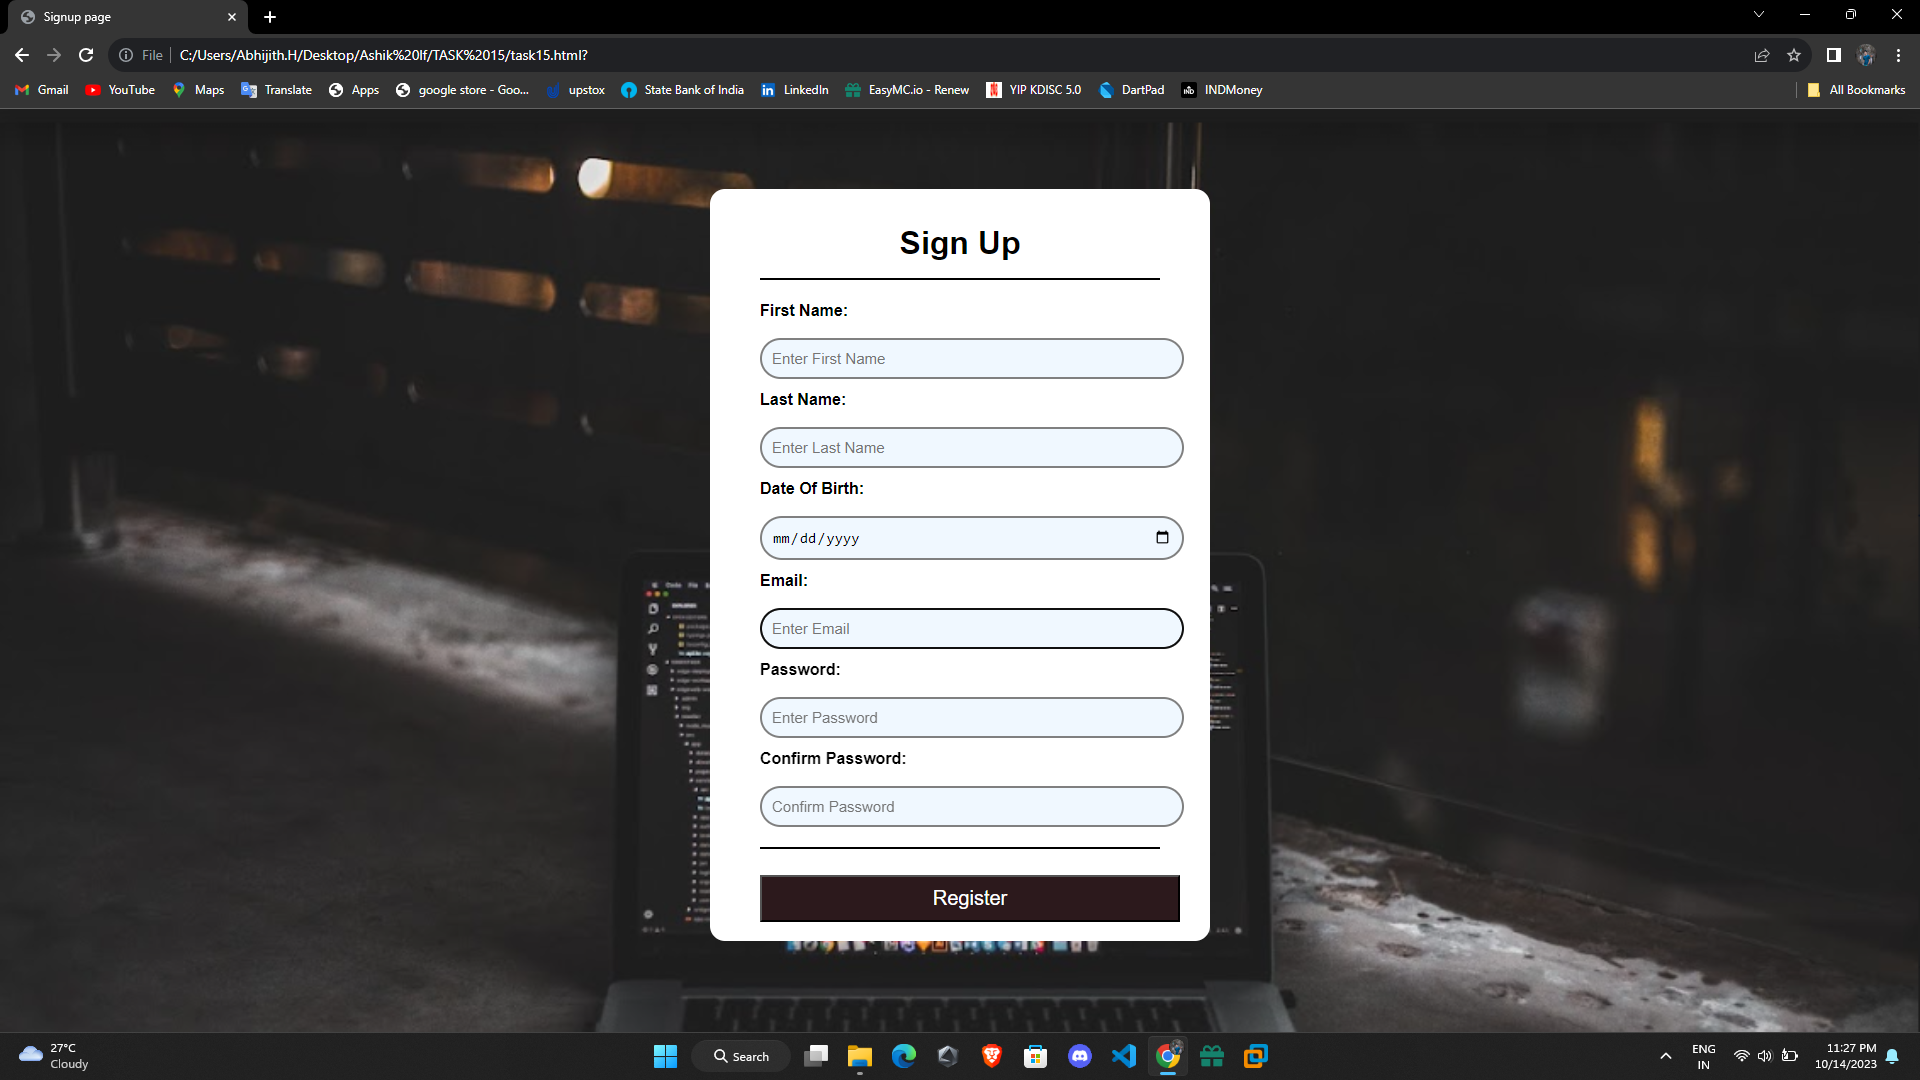 Signup page
File C:/Users/Abhijith.H/Desktop/Ashik%20If/TASK%2015/task15.html?
Gmail YouTube Maps Translate Apps google store - Goo... upstox State Bank of India LinkedIn EasyMC.io - Renew YIP KDISC 5.0 DartPad INDMoney All Bookmarks
Sign Up
First Name:
Enter First Name
Last Name:
Enter Last Name
Date Of Birth:
mm/dd/yyyy
Email:
Enter Email
Password:
Enter Password
Confirm Password:
Confirm Password
Register
27°C
Cloudy
Search
ENG
IN
11:27 PM
10/14/2023